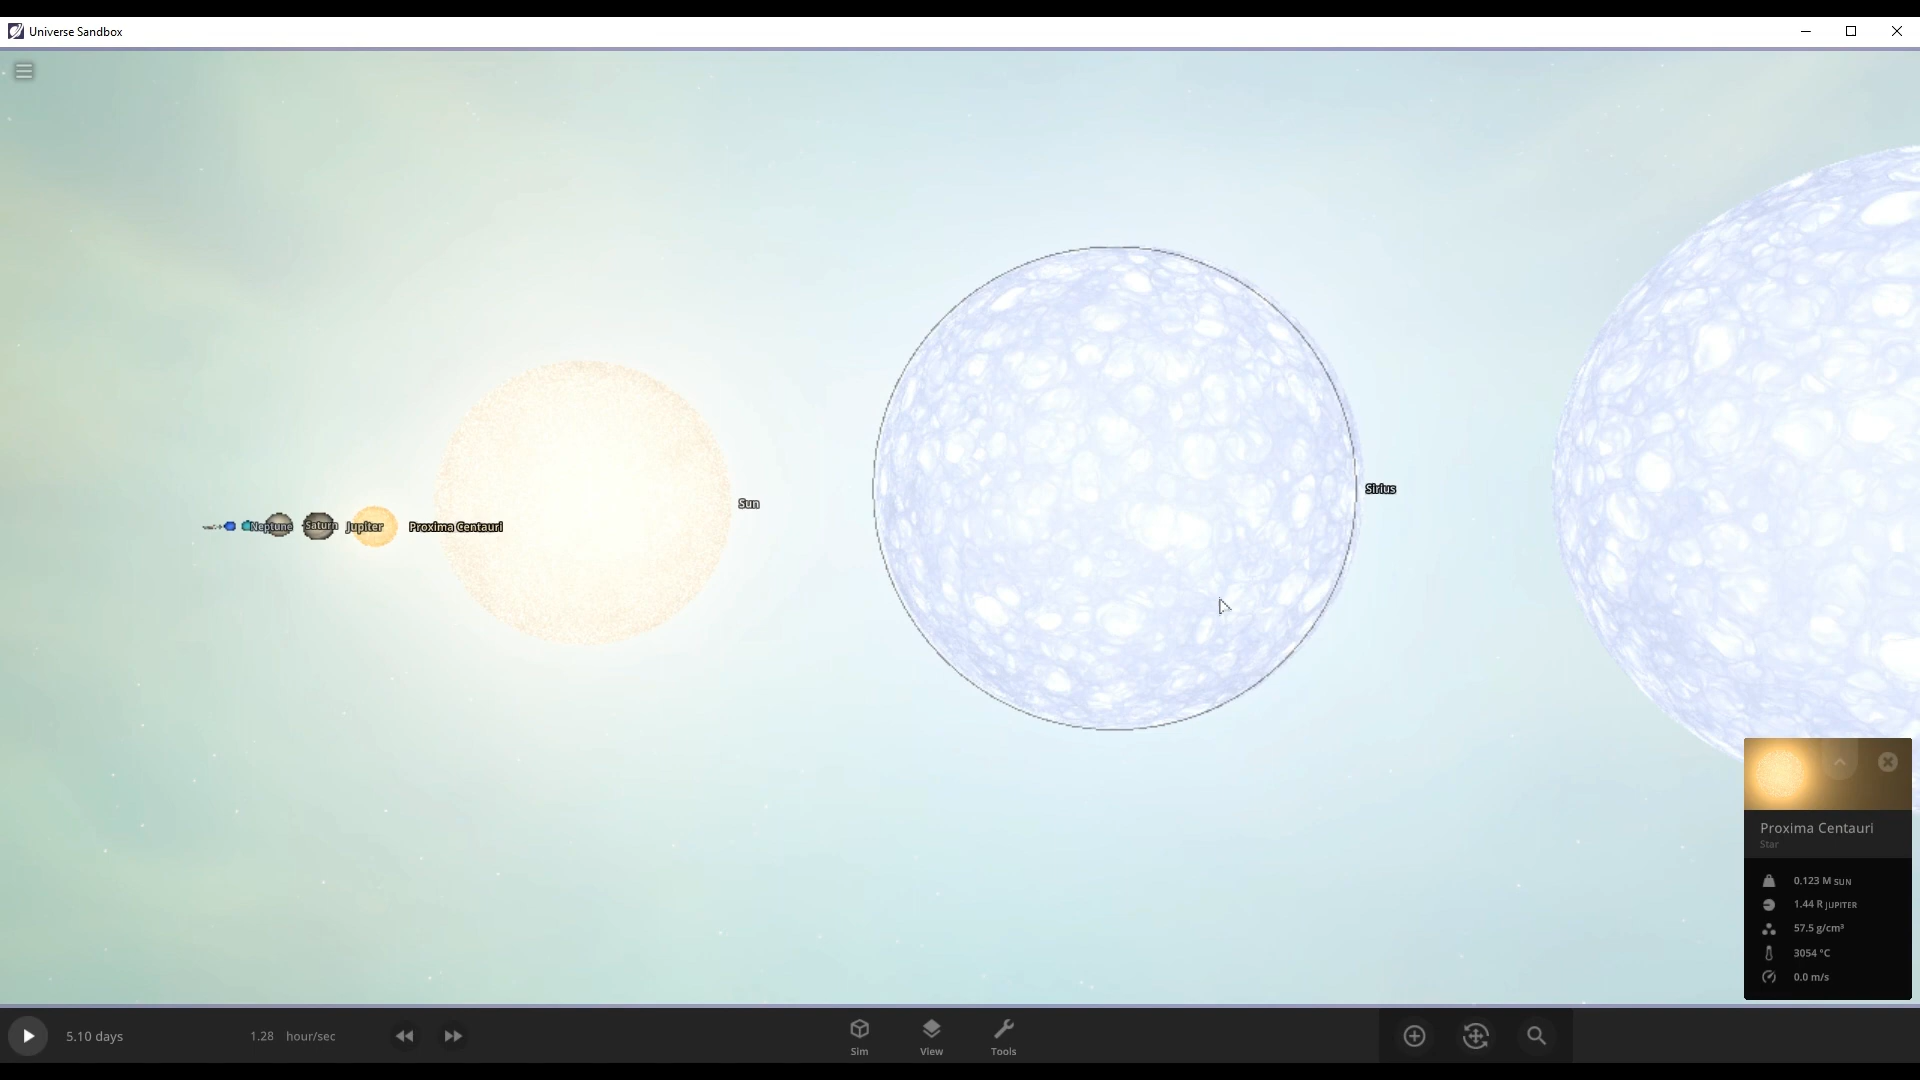 Universe Sandbox
Sun
Sirius
Neptune
Saturn
Jupiter
Proxima Centauri
Proxima Centauri
Star
0.123 M SUN
1.44 R JUPITER
57.5 g/cm³
3054 °C
0.0 m/s
5.10 days
1.28 hour/sec
Sim
View
Tools